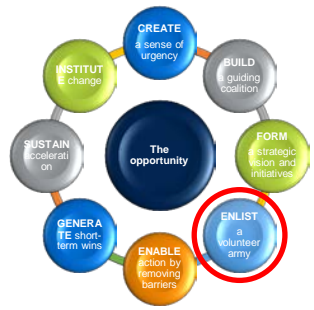 CREATE
a sense of
urgency
BUILD
a guiding
coalition
FORM
a strategic
vision and
initiatives
ENLIST
a
volunteer
army
ENABLE
action by
removing
barriers
GENERA
TE short-
term wins
SUSTAIN
accelerati
on
INSTITUT
E change
The
opportunity